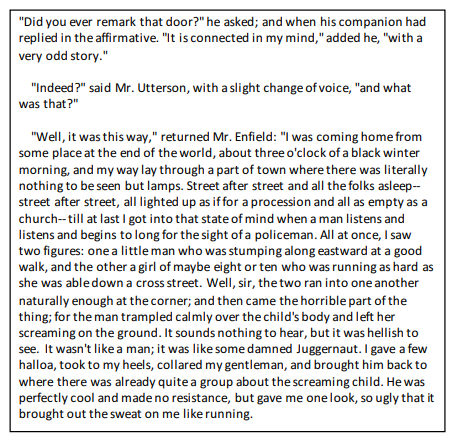 "Did you ever remark that door?" he asked; and when his companion had
replied in the affirmative. "It is connected in my mind," added he, "with a
very odd story."
"Indeed?" said Mr. Utterson, with a slight change of voice, "and what
was that?"
"Well, it was this way," returned Mr. Enfield: "I was coming home from
some place at the end of the world, about three o'clock of a black winter
morning, and my way lay through a part of town where there was literally
nothing to be seen but lamps. Street after street and all the folks asleep--
street after street, all lighted up as if for a procession and all as empty as a
church-- till at last I got into that state of mind when a man listens and
listens and begins to long for the sight of a policeman. All at once, I saw
two figures: one a little man who was stumping along eastward at a good
walk, and the other a girl of maybe eight or ten who was running as hard as
she was able down a cross street. Well, sir, the two ran into one another
naturally enough at the corner; and then came the horrible part of the
thing; for the man trampled calmly over the child's body and left her
screaming on the ground. It sounds nothing to hear, but it was hellish to
see. It wasn't like a man; it was like some damned Juggernaut. I gave a few
halloa, took to my heels, collared my gentleman, and brought him back to
where there was already quite a group about the screaming child. He was
perfectly cool and made no resistance, but gave me one look, so ugly that it
brought out the sweat on me like running.